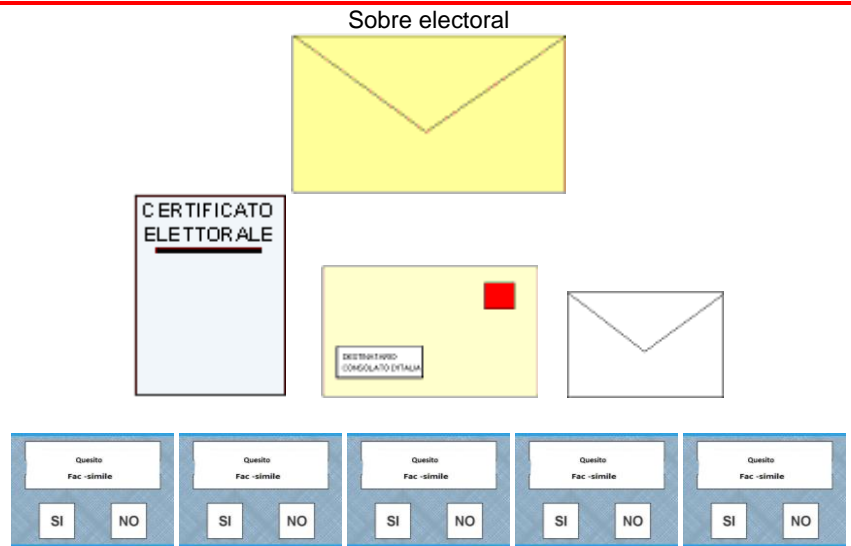 Sobre electoral
CERTIFICATO
ELETTORALE
DESTINATARIO
CONSOLATO D'ITALIA
Quesito
Fac -simile
SI NO
Quesito
Fac -simile
SI NO
Quesito
Fac -simile
SI NO
Quesito
Fac -simile
SI NO
Quesito
Fac -simile
SI NO